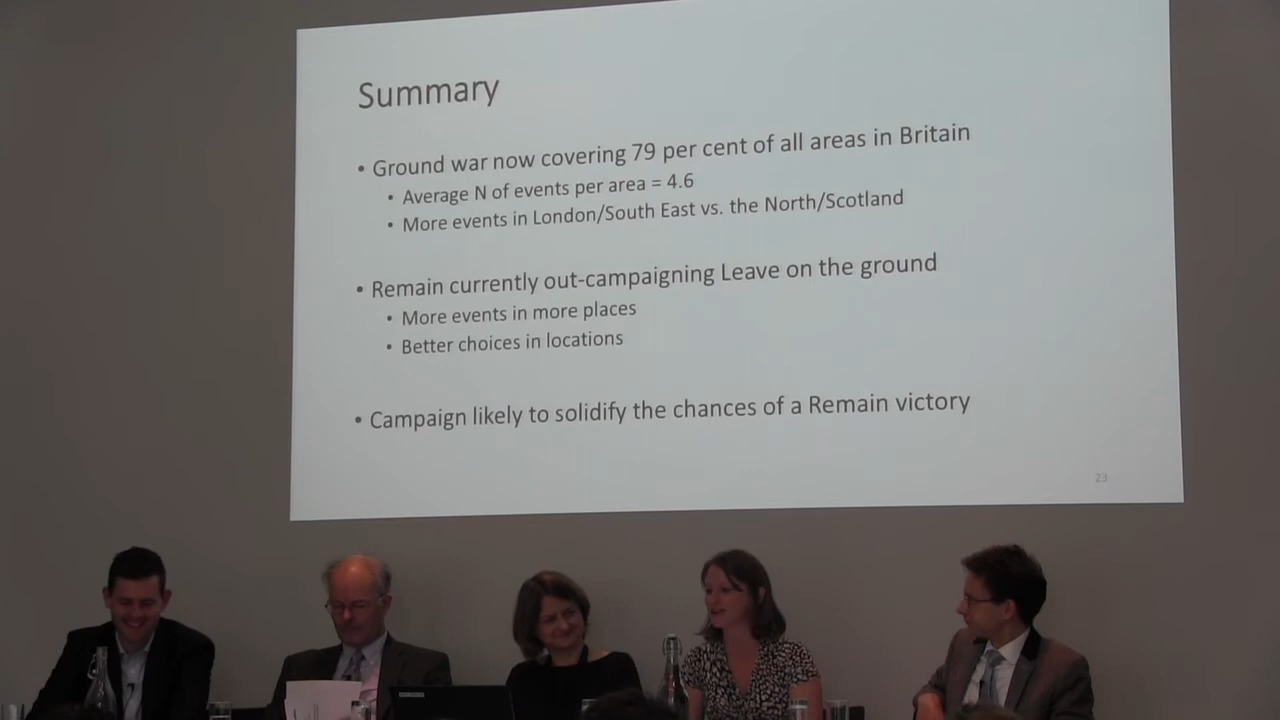 Summary
• Ground war now covering 79 per cent of all areas in Britain
• Average N of events per area = 4.6
• More events in London/South East vs. the North/Scotland
• Remain currently out-campaigning Leave on the ground
• More events in more places
• Better choices in locations
• Campaign likely to solidify the chances of a Remain victory
23